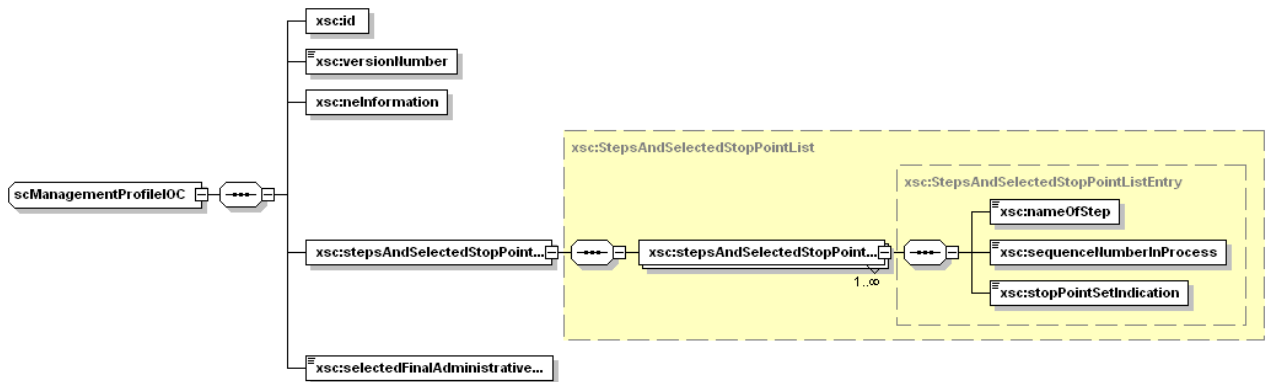 xsc:id
xsc:versionNumber
xsc:neInformation
xsc:StepsAndSelectedStopPointList
xsc:StepsAndSelectedStopPointListEntry
scManagementProfileIOC
xsc:nameOfStep
xsc:stepsAndSelectedStopPoint...
xsc:stepsAndSelectedStopPoint...
xsc:sequenceNumberInProcess
1..∞
xsc:stopPointSetIndication
xsc:selectedFinalAdministrative...